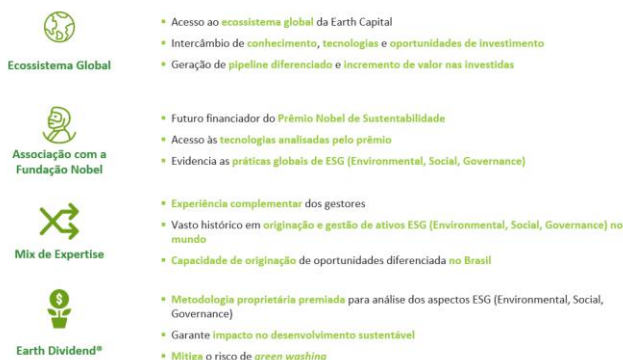 Ecossistema Global
▪ Acesso ao ecossistema global da Earth Capital
▪ Intercâmbio de conhecimento, tecnologias e oportunidades de investimento
▪ Geração de pipeline diferenciado e incremento de valor nas investidas
Associação com a
Fundação Nobel
▪ Futuro financiador do Prêmio Nobel de Sustentabilidade
▪ Acesso às tecnologias analisadas pelo prêmio
▪ Evidencia as práticas globais de ESG (Environmental, Social, Governance)
Mix de Expertise
▪ Experiência complementar dos gestores
▪ Vasto histórico em originação e gestão de ativos ESG (Environmental, Social, Governance) no
mundo
▪ Capacidade de originação de oportunidades diferenciada no Brasil
Earth Dividend®
▪ Metodologia proprietária premiada para análise dos aspectos ESG (Environmental, Social,
Governance)
▪ Garante impacto no desenvolvimento sustentável
▪ Mitiga o risco de green washing